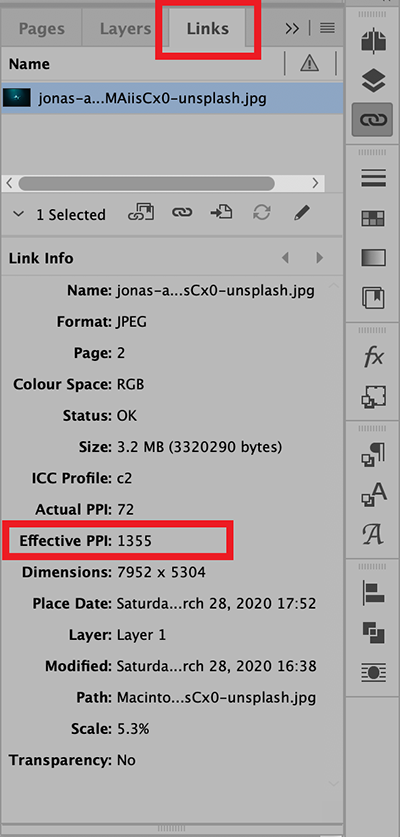 Pages Layers Links
Name
jonas-a...MAiisCx0-unsplash.jpg
1 Selected
Link Info
Name: jonas-a...sCx0-unsplash.jpg
Format: JPEG
Page: 2
Colour Space: RGB
Status: OK
Size: 3.2 MB (3320290 bytes)
ICC Profile: c2
Actual PPI: 72
Effective PPI: 1355
Dimensions: 7952 x 5304
Place Date: Saturda...rch 28, 2020 17:52
Layer: Layer 1
Modified: Saturda...rch 28, 2020 16:38
Path: Macinto...sCx0-unsplash.jpg
Scale: 5.3%
Transparency: No